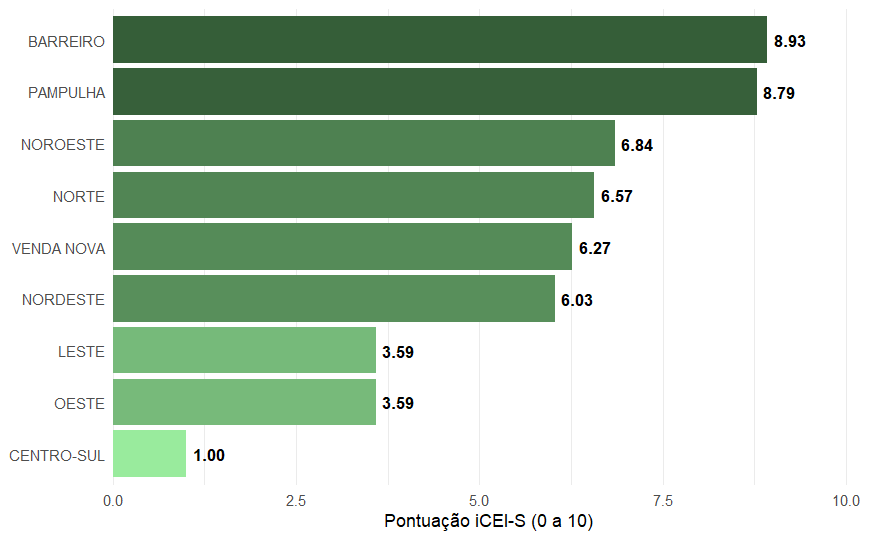 BARREIRO 8.93
PAMPULHA 8.79
NOROESTE 6.84
NORTE 6.57
VENDA NOVA 6.27
NORDESTE 6.03
LESTE 3.59
OESTE 3.59
CENTRO-SUL 1.00
0.0 2.5 5.0 7.5 10.0
Pontuação iCEI-S (0 a 10)